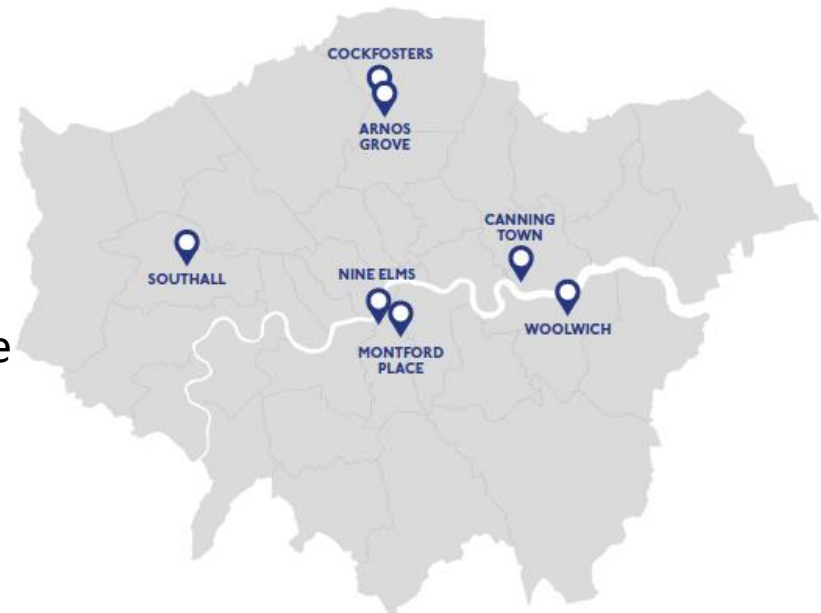 COCKFOSTERS
ARNOS
GROVE
CANNING
TOWN
SOUTHALL
NINE ELMS
WOOLWICH
MONTFORD
PLACE
e